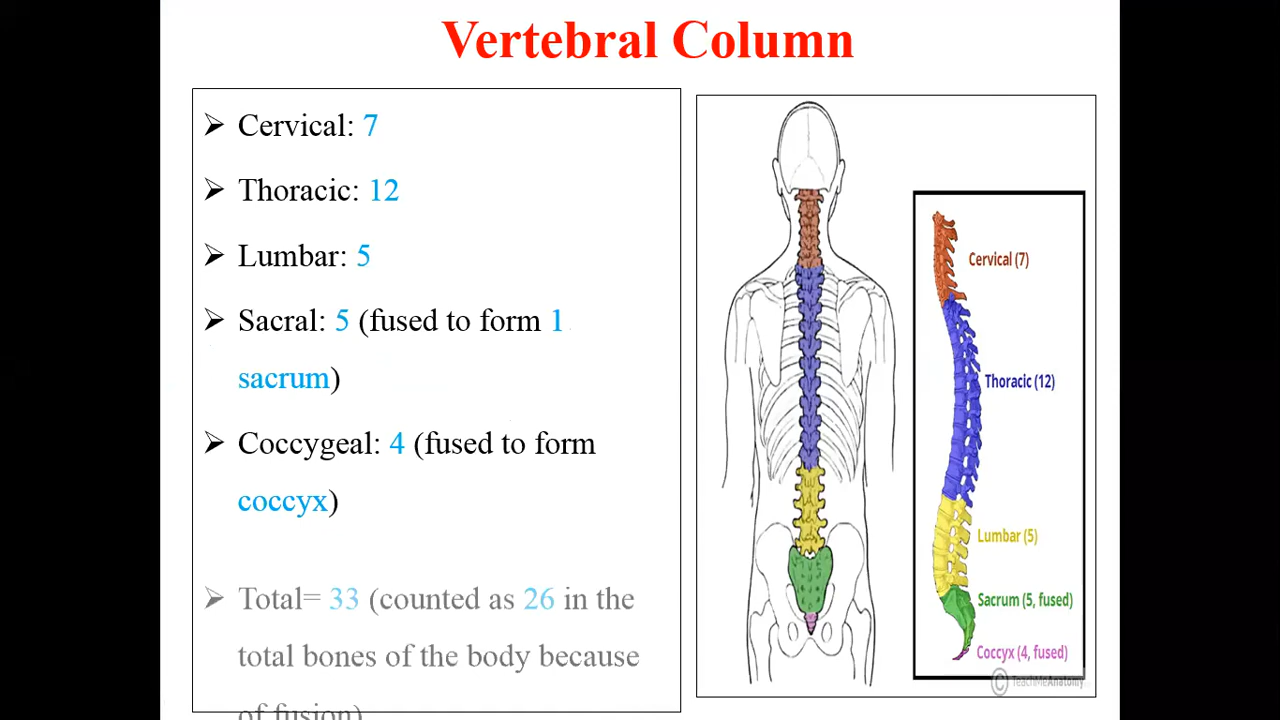 Vertebral Column
➢ Cervical: 7
➢ Thoracic: 12
➢ Lumbar: 5
➢ Sacral: 5 (fused to form 1
sacrum)
➢ Coccygeal: 4 (fused to form
coccyx)
➢ Total= 33 (counted as 26 in the
total bones of the body because
of fusion)
Cervical (7)
Thoracic (12)
Lumbar (5)
Sacrum (5, fused)
Coccyx (4, fused)
© TeachMeAnatomy